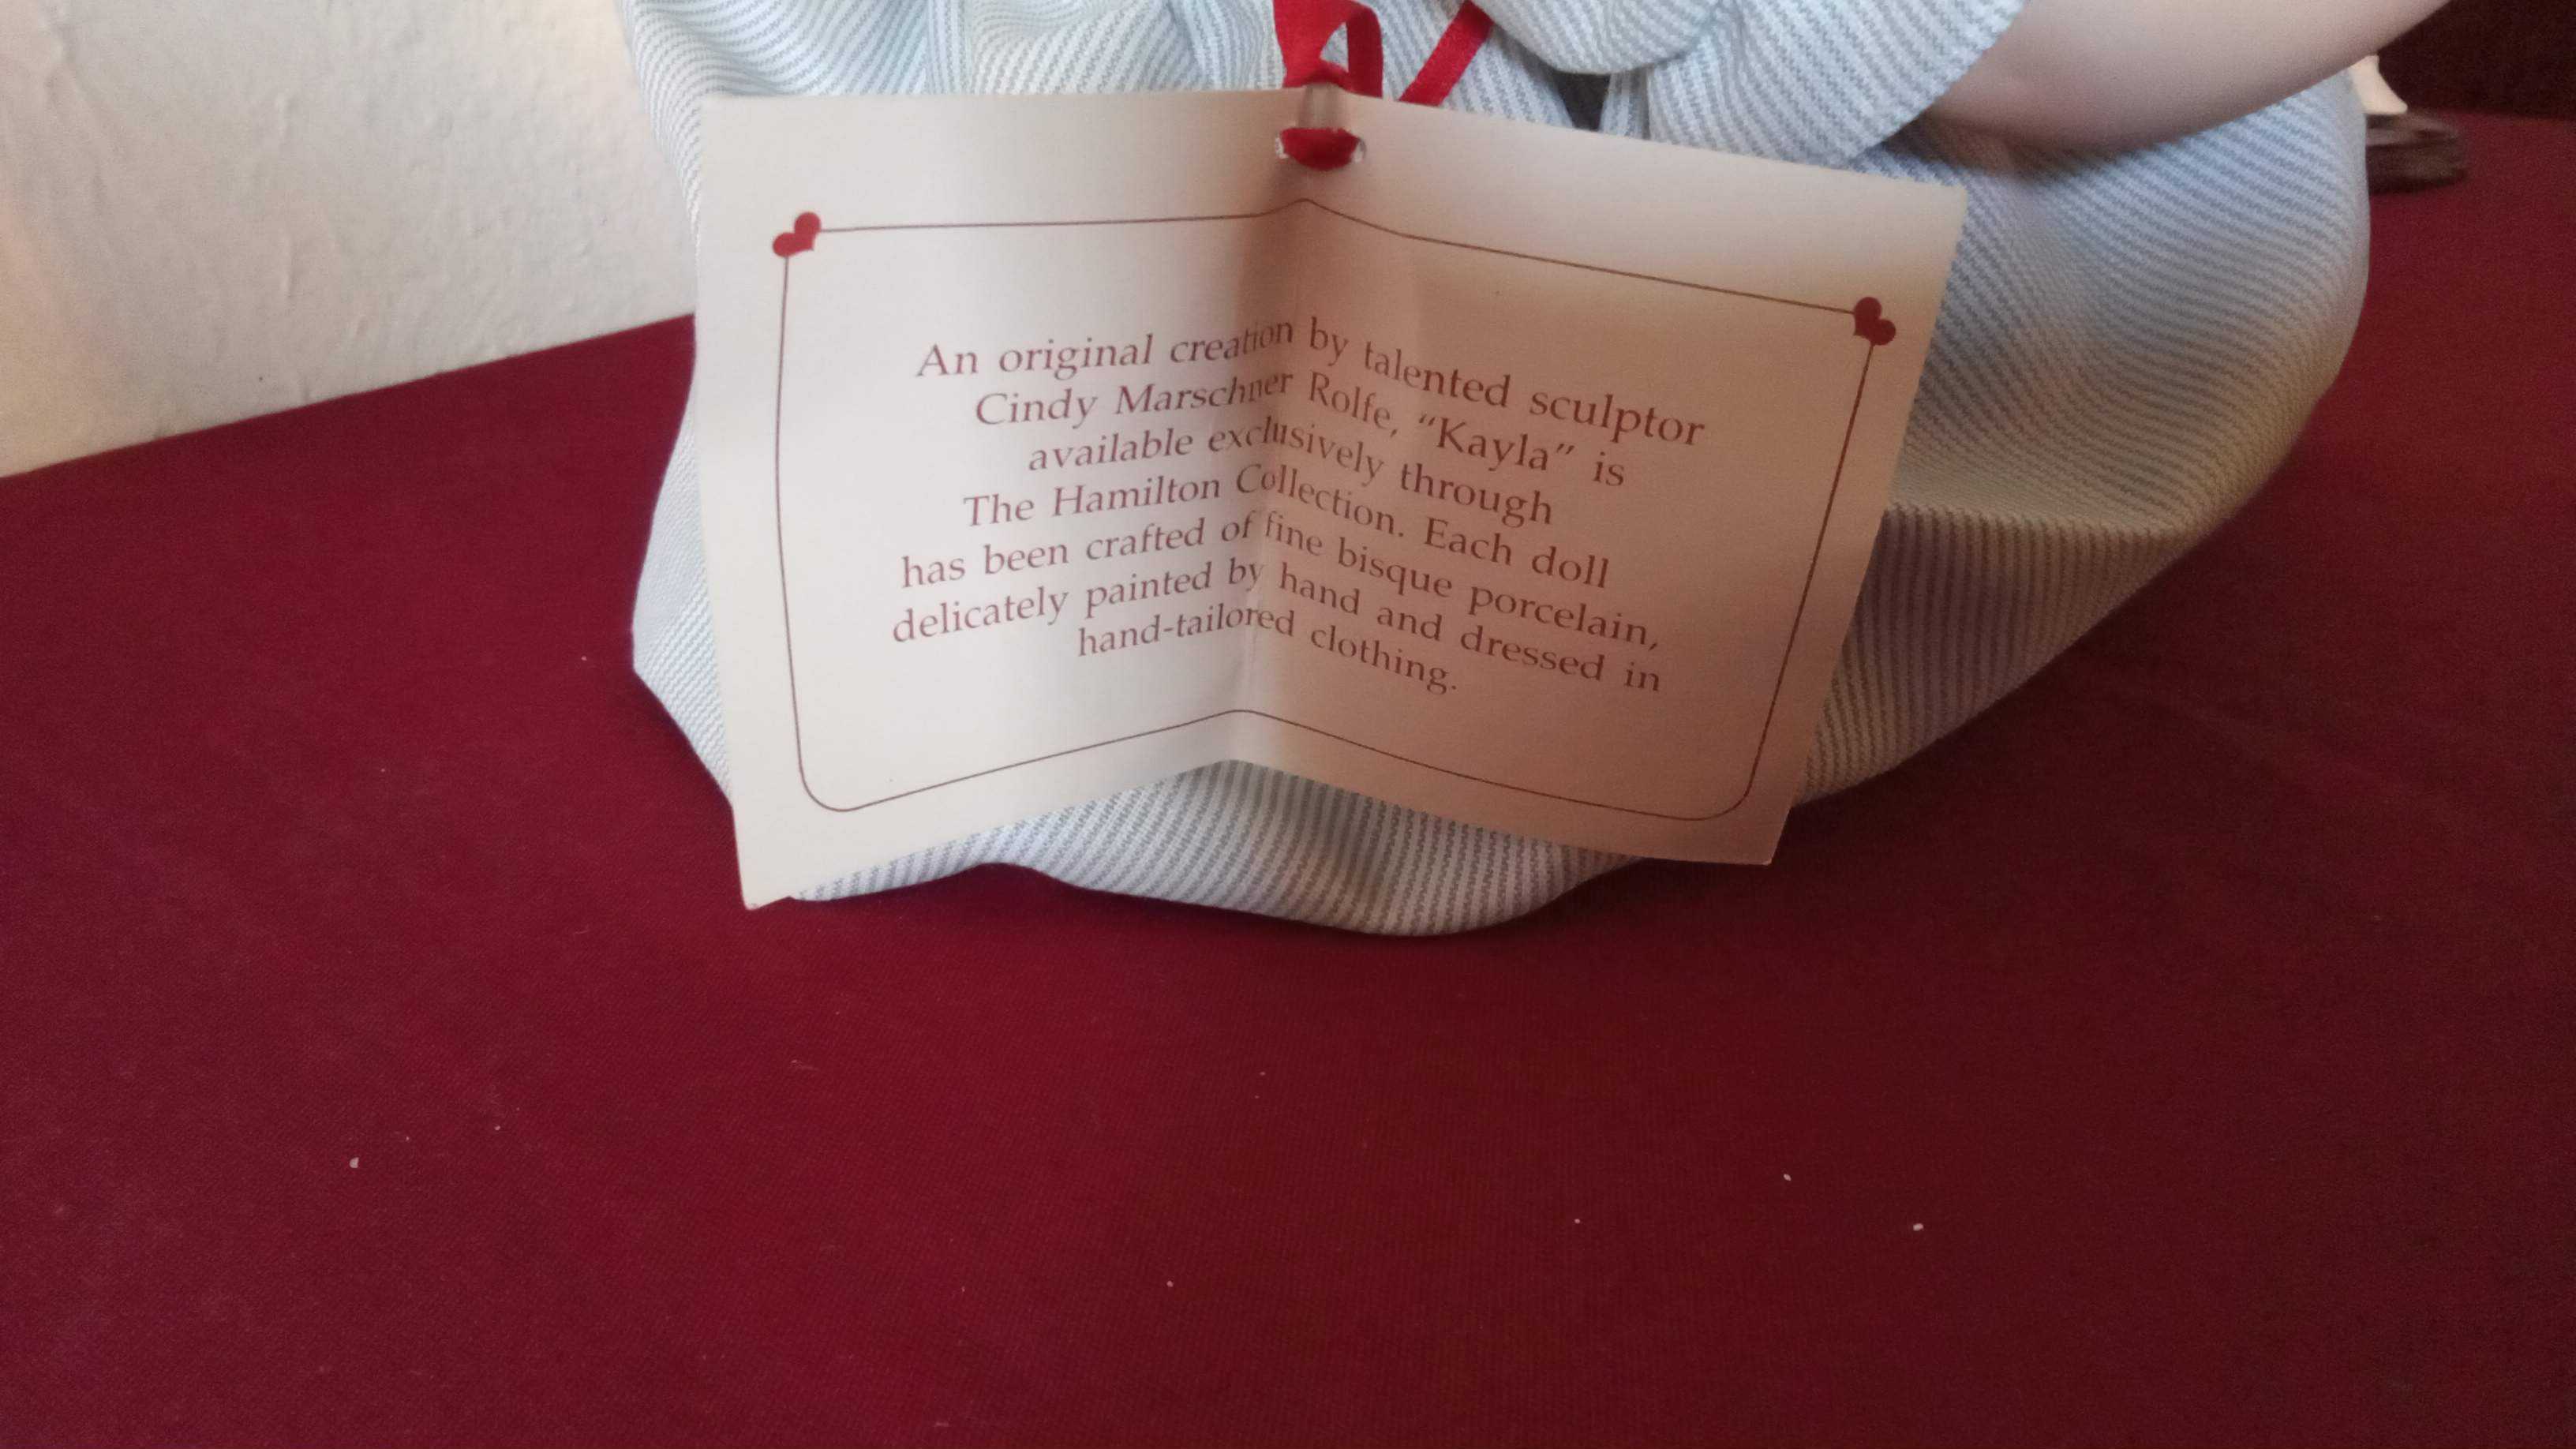 An original creation by talented sculptor
Cindy Marschner Rolfe, “Kayla” is
available exclusively through
The Hamilton Collection. Each doll
has been crafted of fine bisque porcelain,
delicately painted by hand and dressed in
hand-tailored clothing.